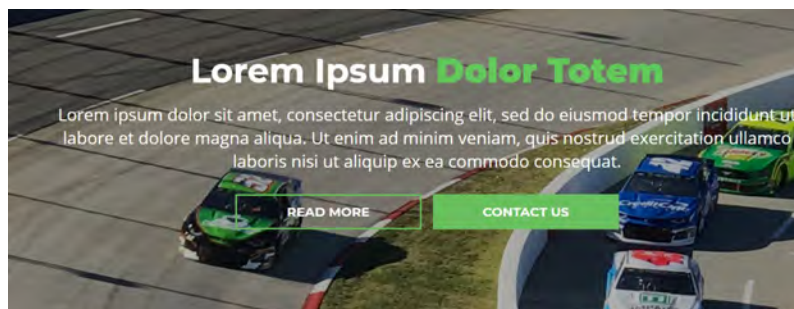 Lorem Ipsum Dolor Totem
Lorem ipsum dolor sit amet, consectetur adipiscing elit, sed do eiusmod tempor incididunt ut
labore et dolore magna aliqua. Ut enim ad minim veniam, quis nostrud exercitation ullamco
laboris nisi ut aliquip ex ea commodo consequat.
READ MORE
CONTACT US